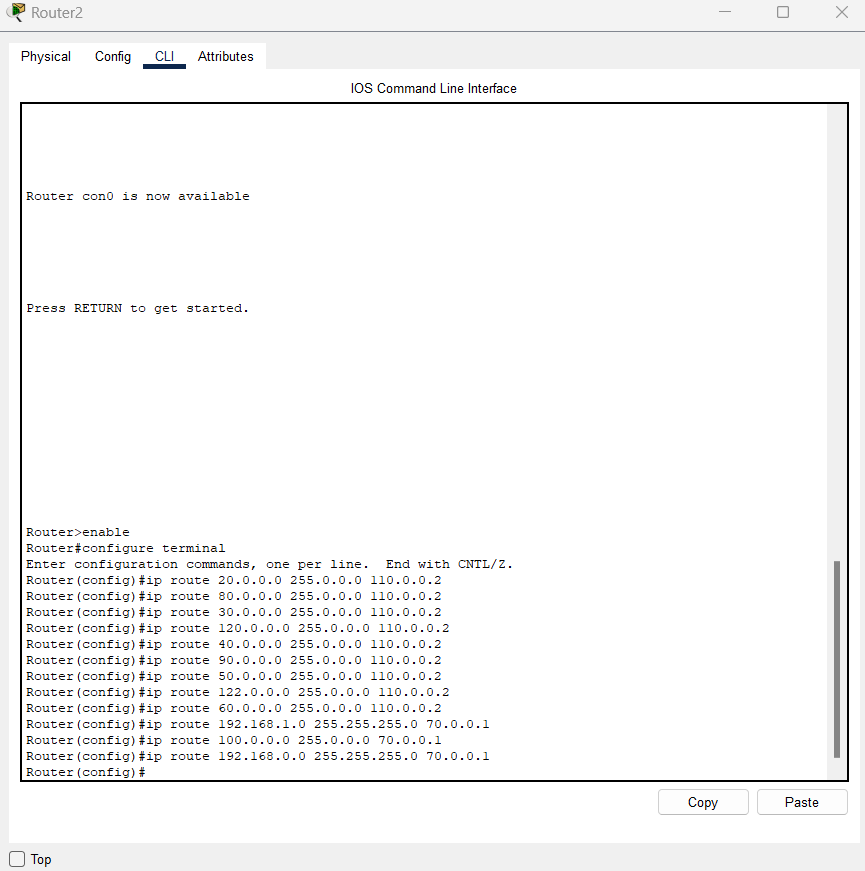 Router2
Physical Config CLI Attributes
IOS Command Line Interface
Router con0 is now available
Press RETURN to get started.
Router>enable
Router#configure terminal
Enter configuration commands, one per line.  End with CNTL/Z.
Router(config)#ip route 20.0.0.0 255.0.0.0 110.0.0.2
Router(config)#ip route 80.0.0.0 255.0.0.0 110.0.0.2
Router(config)#ip route 30.0.0.0 255.0.0.0 110.0.0.2
Router(config)#ip route 120.0.0.0 255.0.0.0 110.0.0.2
Router(config)#ip route 40.0.0.0 255.0.0.0 110.0.0.2
Router(config)#ip route 90.0.0.0 255.0.0.0 110.0.0.2
Router(config)#ip route 50.0.0.0 255.0.0.0 110.0.0.2
Router(config)#ip route 122.0.0.0 255.0.0.0 110.0.0.2
Router(config)#ip route 60.0.0.0 255.0.0.0 110.0.0.2
Router(config)#ip route 192.168.1.0 255.255.255.0 70.0.0.1
Router(config)#ip route 100.0.0.0 255.0.0.0 70.0.0.1
Router(config)#ip route 192.168.0.0 255.255.255.0 70.0.0.1
Router(config)#
Copy Paste
Top